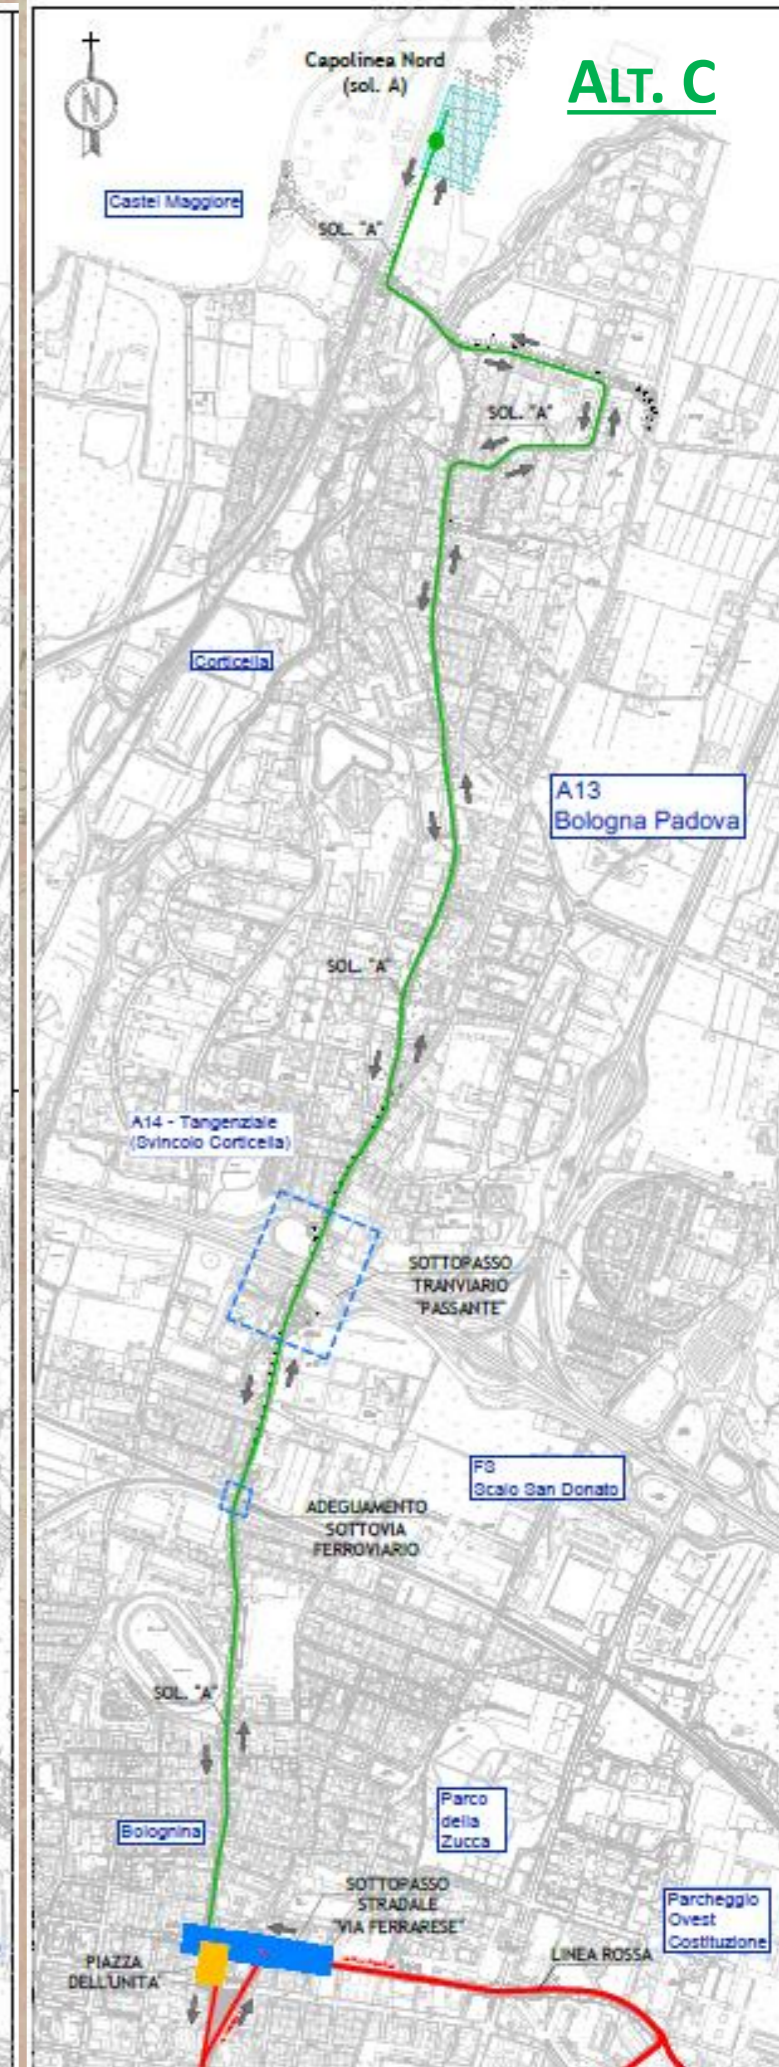 Capolinea Nord
(sol. A)
ALT. C
N
Castel Maggiore
SOL. "A"
SOL. "A"
Corticella
A13
Bologna Padova
SOL. "A"
A14 - Tangenziale
(Svincolo Corticella)
SOTTOPASSO
TRANVIARIO
"PASSANTE"
FS
Scalo San Donato
ADEGUAMENTO
SOTTOVIA
FERROVIARIO
SOL. "A"
Parco
della
Zucca
Bolognina
SOTTOPASSO
STRADALE
"VIA FERRARESE"
Parcheggio
Ovest
Costituzione
PIAZZA
DELL'UNITA'
LINEA ROSSA